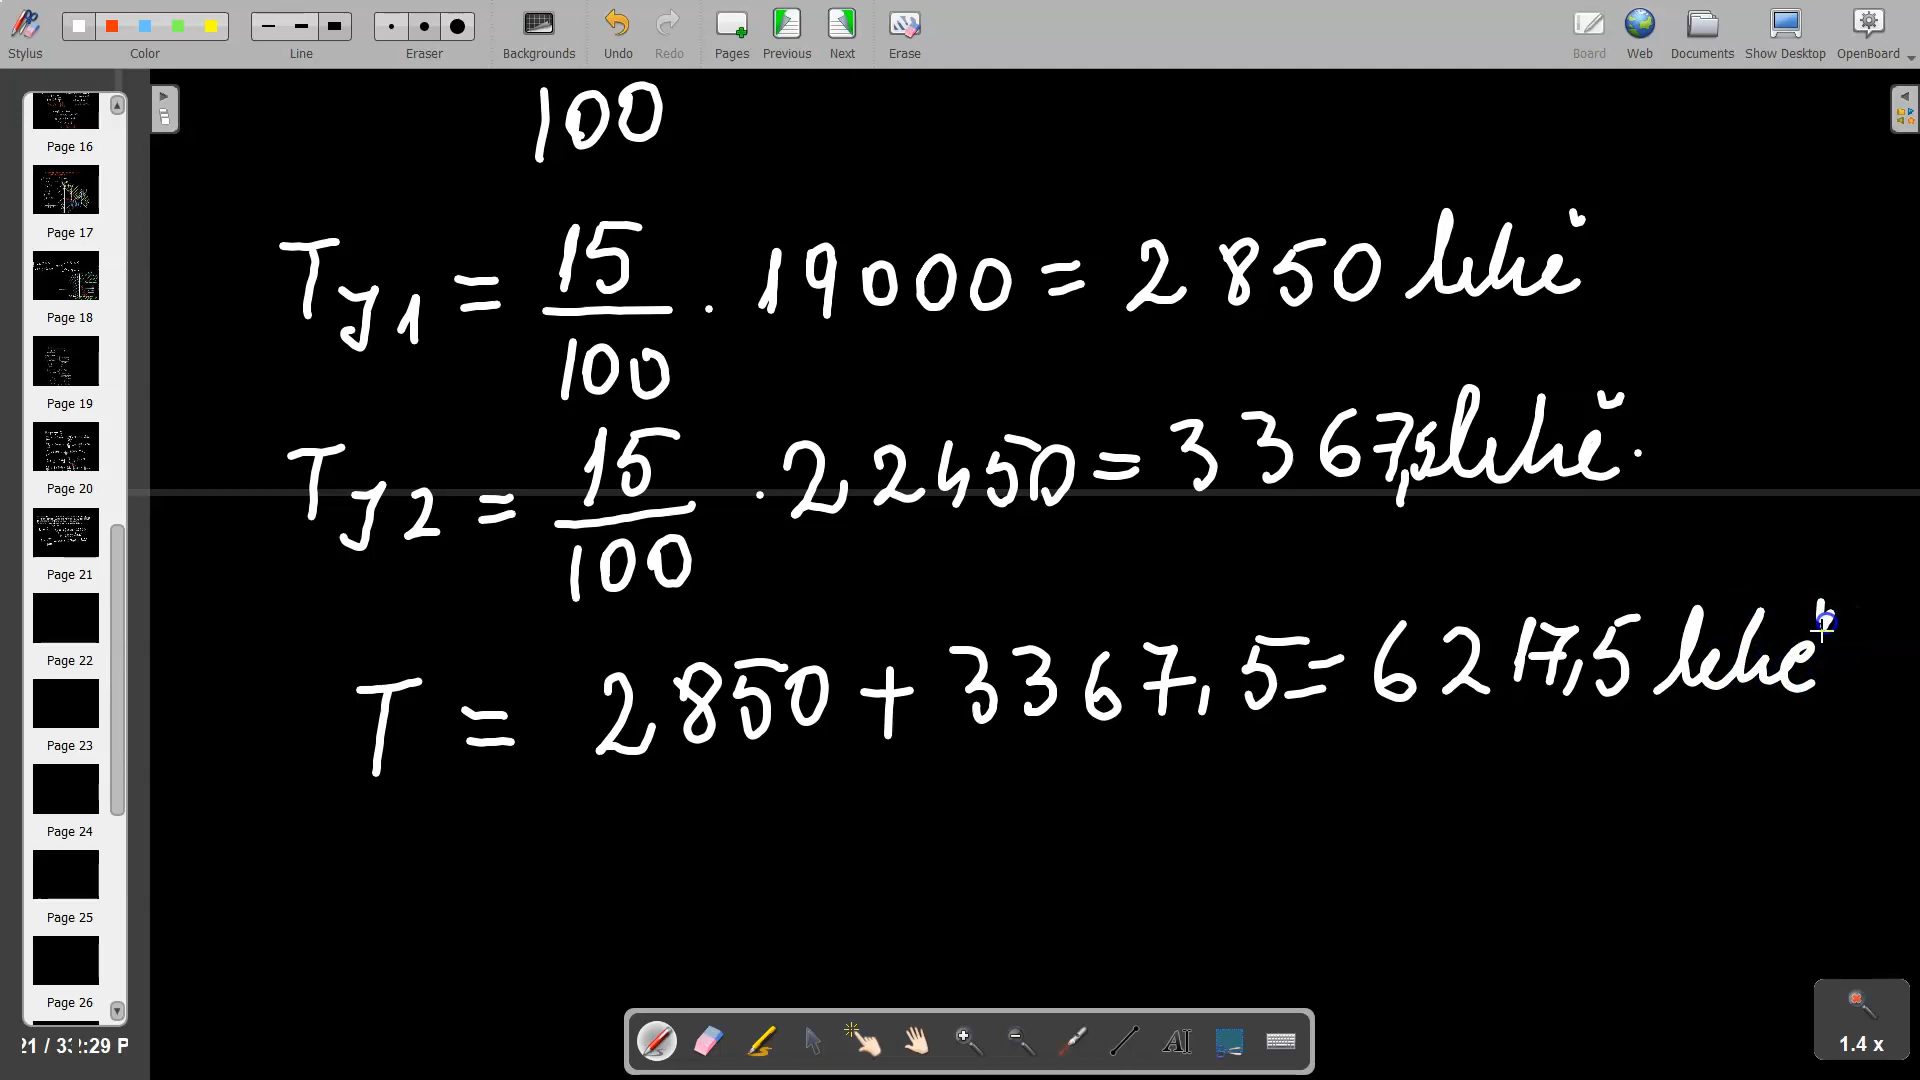 Stylus Color Line Eraser Backgrounds Undo Redo Pages Previous Next Erase Board Web Documents Show Desktop OpenBoard
Page 16
Page 17
Page 18
Page 19
Page 20
Page 21
Page 22
Page 23
Page 24
Page 25
Page 26
100
Ty1 = 15/100 . 19000 = 2850 lekë
Ty2 = 15/100 . 22450 = 3367,5 lekë.
T = 2850 + 3367,5 = 6217,5 lekë
AI
1.4 x